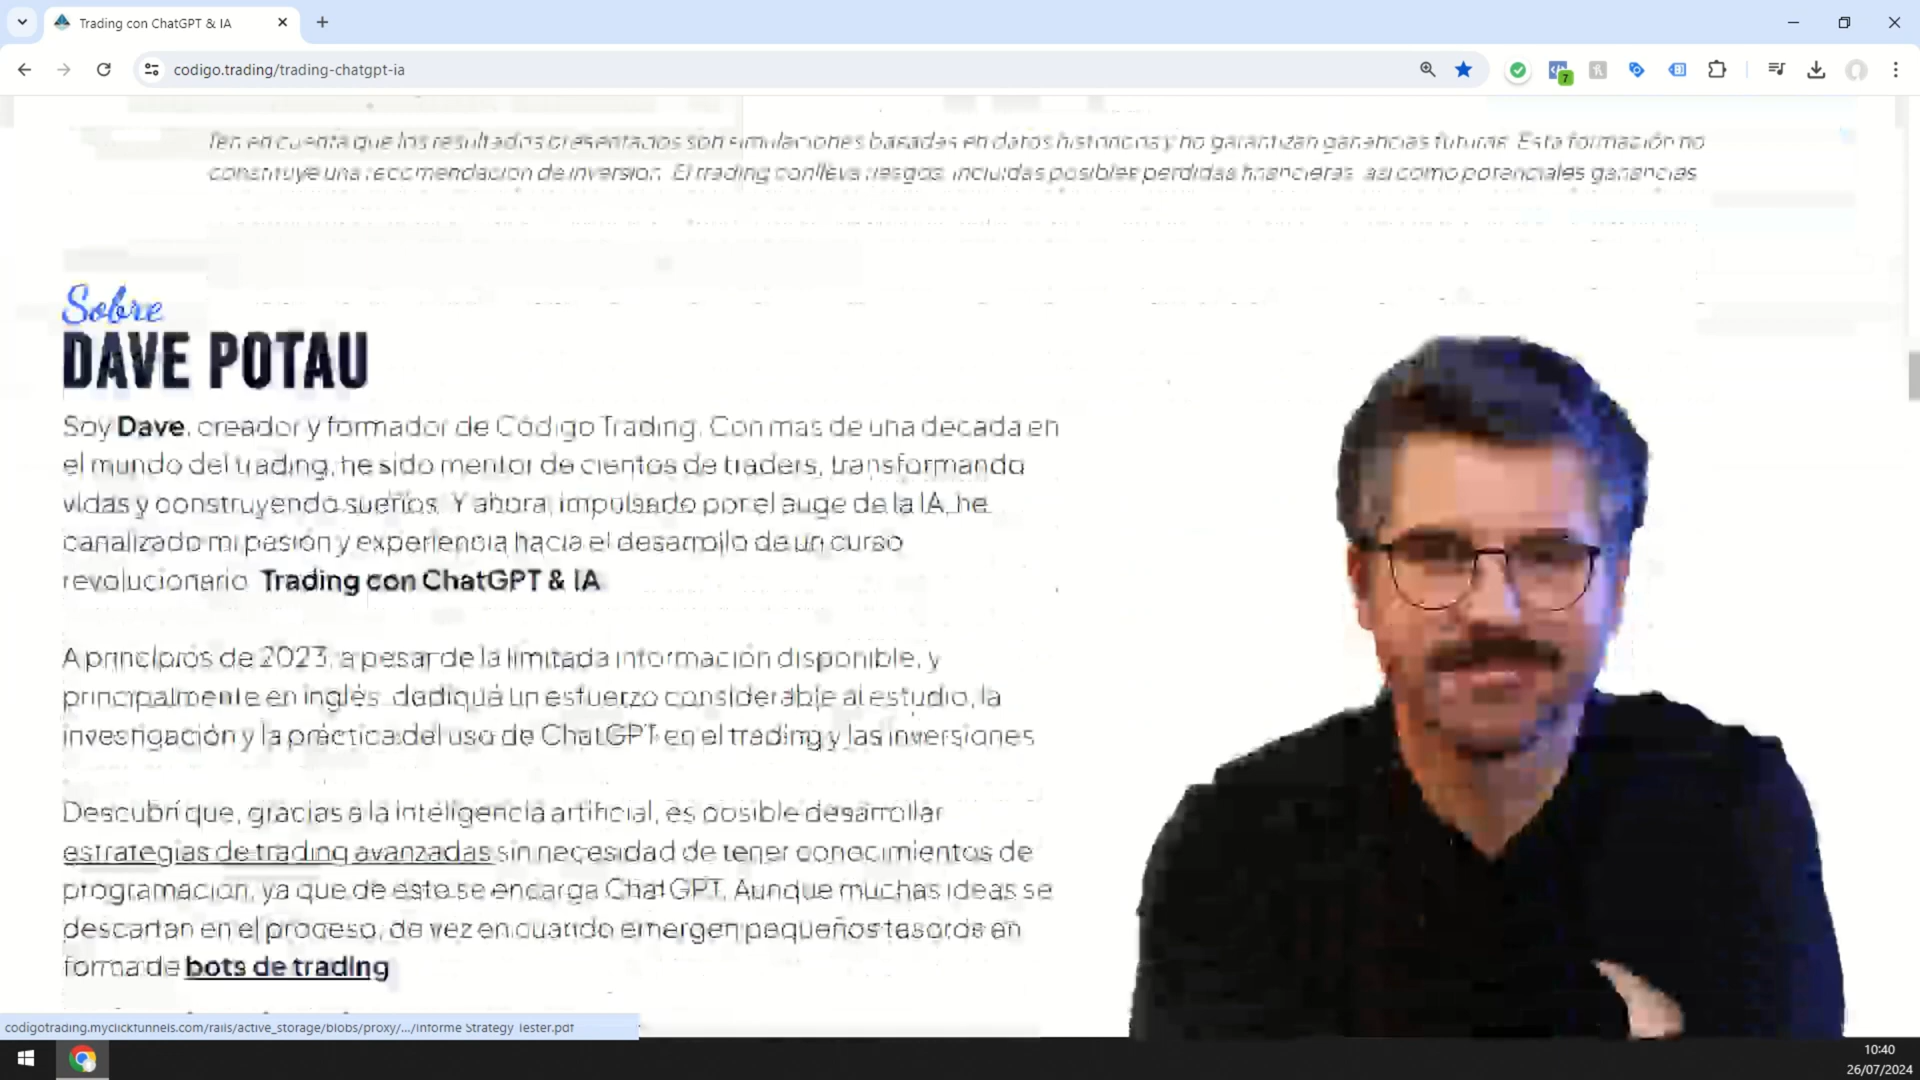 Trading con ChatGPT & IA
codigo.trading/trading-chatgpt-ia
7
Ten en cuenta que los resultados presentados son simulaciones basadas en datos históricos y no garantizan ganancias futuras. Esta formación no
constituye una recomendación de inversión. El trading conlleva riesgos, incluidas posibles pérdidas financieras, así como potenciales ganancias.
Sobre
DAVE POTAU
Soy Dave, creador y formador de Código Trading. Con más de una década en
el mundo del trading, he sido mentor de cientos de traders, transformando
vidas y construyendo sueños. Y ahora, impulsado por el auge de la IA, he
canalizado mi pasión y experiencia hacia el desarrollo de un curso
revolucionario: Trading con ChatGPT & IA.
A principios de 2023, a pesar de la limitada información disponible, y
principalmente en inglés, dediqué un esfuerzo considerable al estudio, la
investigación y la práctica del uso de ChatGPT en el trading y las inversiones.
Descubrí que, gracias a la inteligencia artificial, es posible desarrollar
estrategias de trading avanzadas sin necesidad de tener conocimientos de
programación, ya que de esto se encarga ChatGPT. Aunque muchas ideas se
descartan en el proceso, de vez en cuando emergen pequeños tesoros en
forma de bots de trading
codigotrading.myclickfunnels.com/rails/active_storage/blobs/proxy/.../Informe Strategy Tester.pdf
10:40
26/07/2024